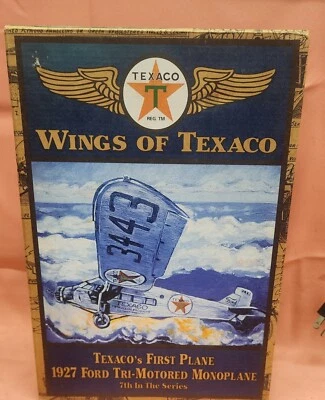 TEXACO
T
REG. TM
WINGS OF TEXACO
3443
TEXACO
TEXACO'S FIRST PLANE
1927 FORD TRI-MOTORED MONOPLANE
7th In The Series